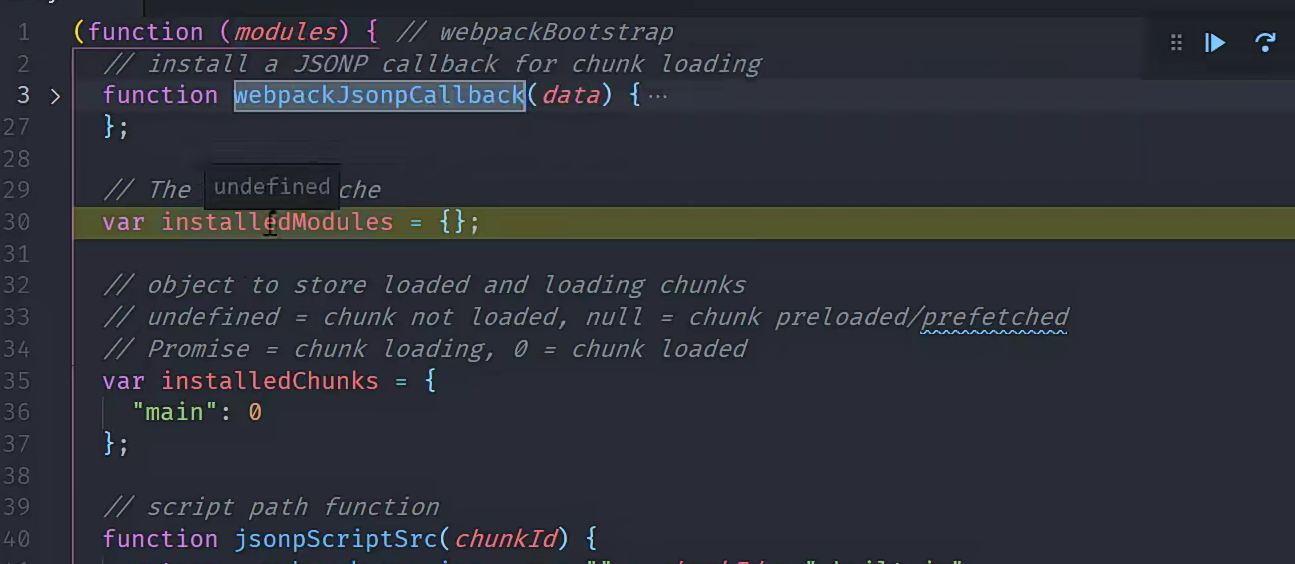 1 (function (modules) { // webpackBootstrap
2 // install a JSONP callback for chunk loading
3 > function webpackJsonpCallback(data) { ···
27 };
28
29 // The undefined che
30 var installedModules = {};
31
32 // object to store loaded and loading chunks
33 // undefined = chunk not loaded, null = chunk preloaded/prefetched
34 // Promise = chunk loading, 0 = chunk loaded
35 var installedChunks = {
36 "main": 0
37 };
38
39 // script path function
40 function jsonpScriptSrc(chunkId) {